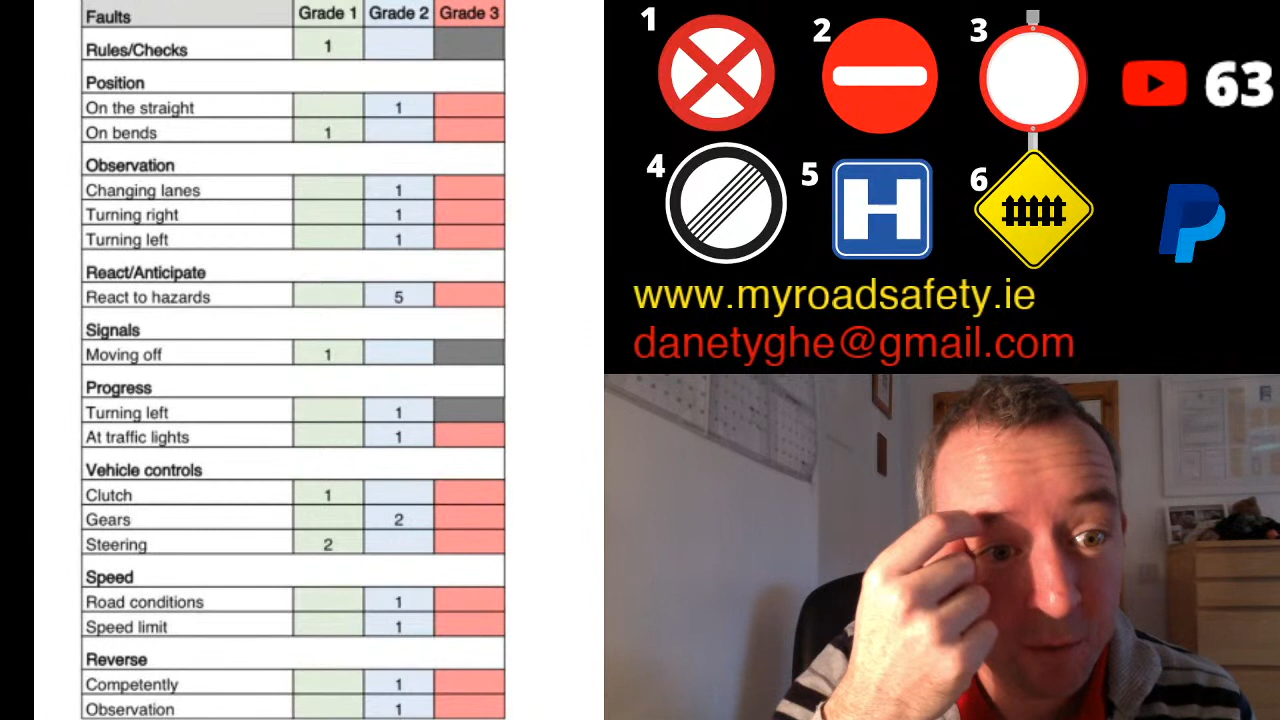 Faults Grade 1 Grade 2 Grade 3
Rules/Checks 1
Position
On the straight 1
On bends 1
Observation
Changing lanes 1
Turning right 1
Turning left 1
React/Anticipate
React to hazards 5
Signals
Moving off 1
Progress
Turning left 1
At traffic lights 1
Vehicle controls
Clutch 1
Gears 2
Steering 2
Speed
Road conditions 1
Speed limit 1
Reverse
Competently 1
Observation 1
1 2 3
63
4 5 H 6
www.myroadsafety.ie
danetyghe@gmail.com